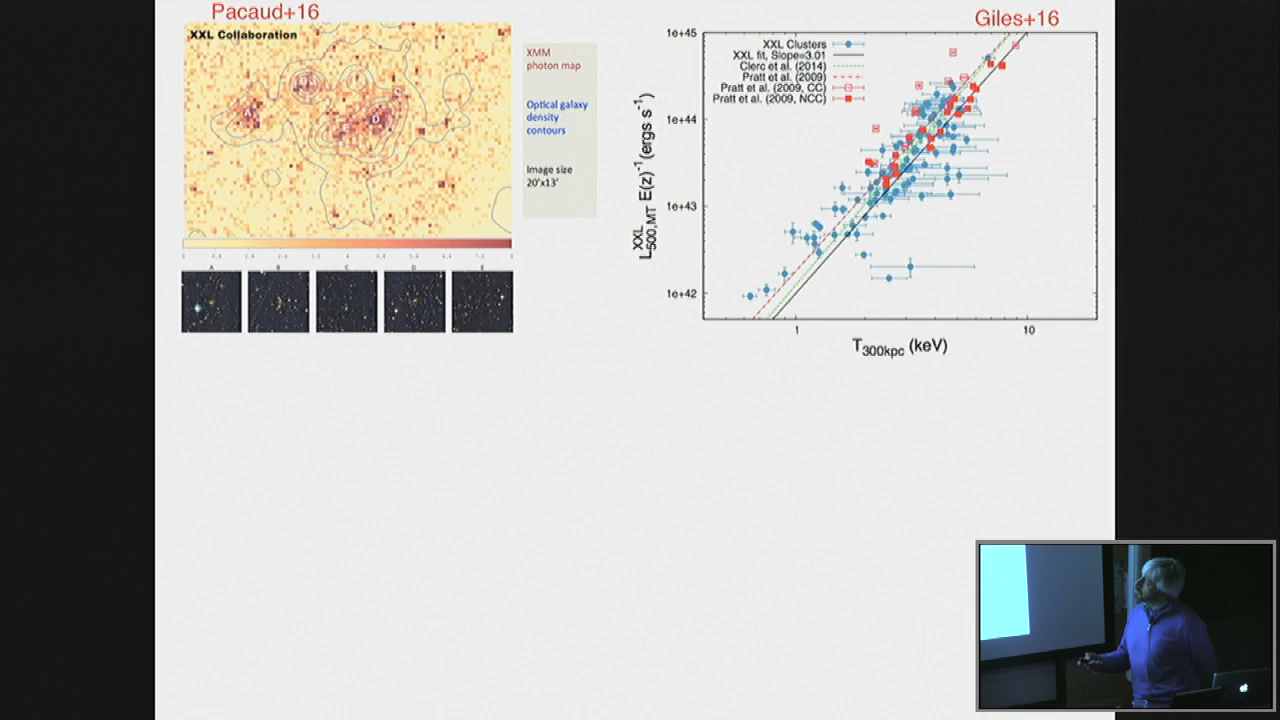 Pacaud+16
XXL Collaboration
A
D
XMM
photon map
Optical galaxy
density
contours
Image size
20'x13'
A
B
C
D
E
Giles+16
XXL Clusters
XXL fit, Slope=3.01
Clerc et al. (2014)
Pratt et al. (2009)
Pratt et al. (2009, CC)
Pratt et al. (2009, NCC)
1e+45
1e+44
1e+43
1e+42
L500,MT XXL E(z)-1 (ergs s-1)
1
10
T300kpc (keV)